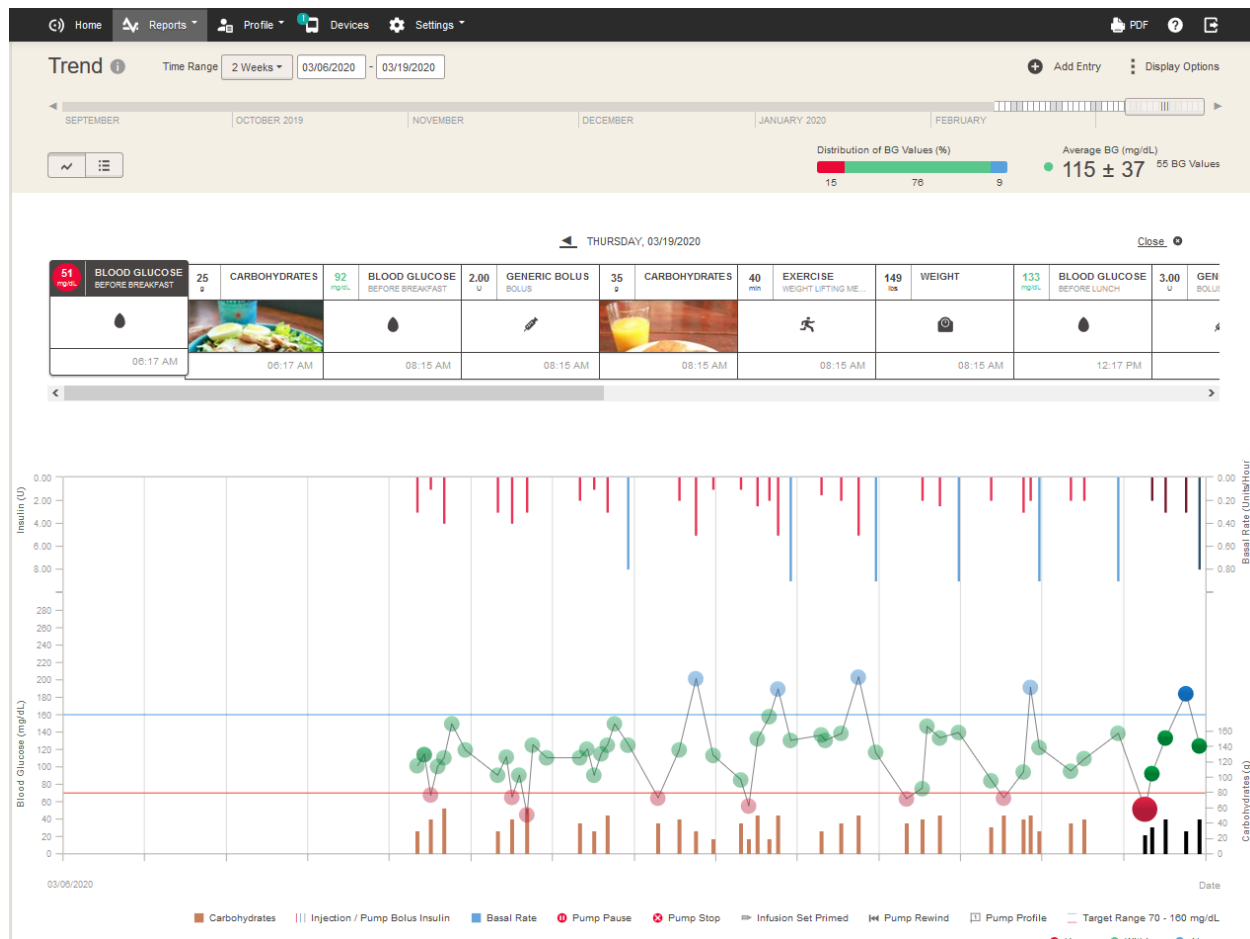 Home Reports Profile ! Devices Settings PDF ?
Trend i Time Range 2 Weeks 03/06/2020 - 03/19/2020 Add Entry Display Options
SEPTEMBER OCTOBER 2019 NOVEMBER DECEMBER JANUARY 2020 FEBRUARY
Distribution of BG Values (%) Average BG (mg/dL)
115 ± 37 55 BG Values
15 76 9
THURSDAY, 03/19/2020 Close
51 mg/dL BLOOD GLUCOSE BEFORE BREAKFAST 06:17 AM
25 g CARBOHYDRATES 06:17 AM
92 mg/dL BLOOD GLUCOSE BEFORE BREAKFAST 08:15 AM
2.00 U GENERIC BOLUS BOLUS 08:15 AM
35 g CARBOHYDRATES 08:15 AM
40 min EXERCISE WEIGHT LIFTING ME... 08:15 AM
149 lbs WEIGHT 08:15 AM
133 mg/dL BLOOD GLUCOSE BEFORE LUNCH 12:17 PM
3.00 U GEN BOLUS
Insulin (U)
0.00
2.00
4.00
6.00
8.00
Basal Rate (Units/Hour
0.00
0.20
0.40
0.60
0.80
Blood Glucose (mg/dL)
280
260
240
220
200
180
160
140
120
100
80
60
40
20
0
Carbohydrates (g)
160
140
120
100
80
60
40
20
0
03/06/2020 Date
Carbohydrates Injection / Pump Bolus Insulin Basal Rate Pump Pause Pump Stop Infusion Set Primed Pump Rewind Pump Profile Target Range 70 - 160 mg/dL